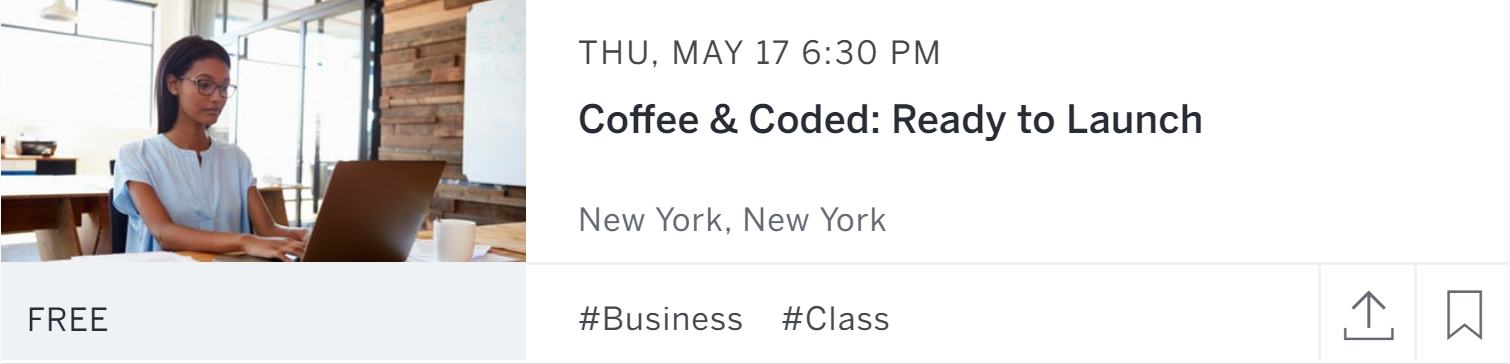 THU, MAY 17 6:30 PM
Coffee & Coded: Ready to Launch
New York, New York
FREE
#Business #Class